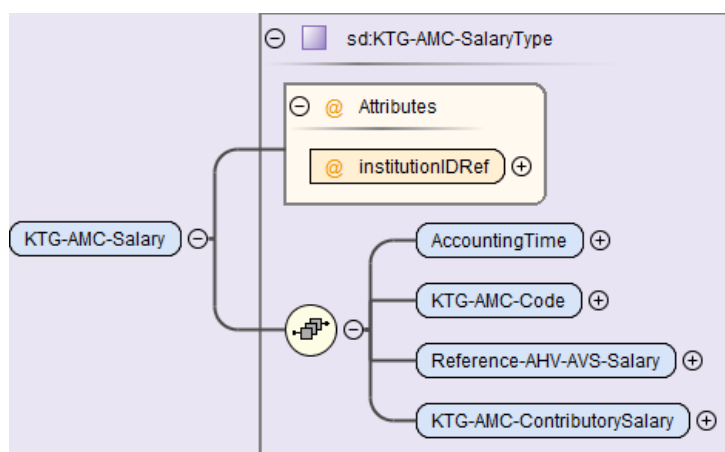 sd:KTG-AMC-SalaryType
@ Attributes
@ institutionIDRef
KTG-AMC-Salary
AccountingTime
KTG-AMC-Code
Reference-AHV-AVS-Salary
KTG-AMC-ContributorySalary